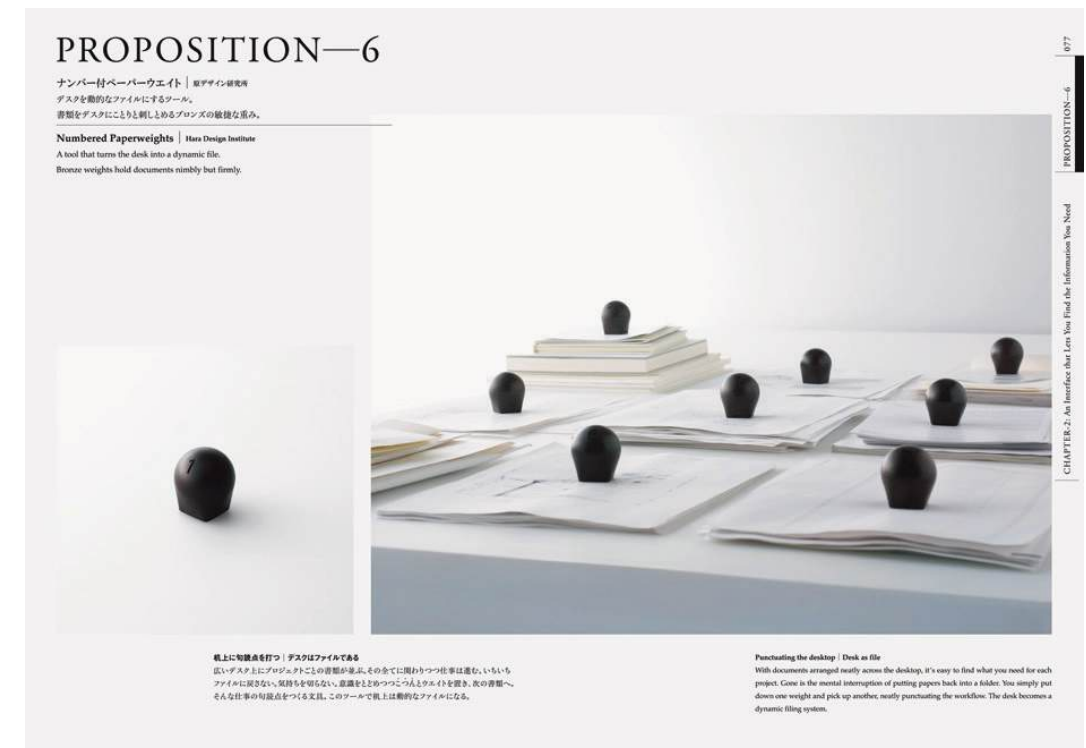 PROPOSITION—6
ナンバー付ペーパーウエイト | 原デザイン研究所
デスクを動的なファイルにするツール。
書類をデスクにことりと刺しとめるブロンズの敏捷な重み。
Numbered Paperweights | Hara Design Institute
A tool that turns the desk into a dynamic file.
Bronze weights hold documents nimbly but firmly.
077
PROPOSITION—6
CHAPTER-2: An Interface that Lets You Find the Information You Need
1
机上に句読点を打つ | デスクはファイルである
広いデスク上にプロジェクトごとの書類が並ぶ。その全てに関わりつつ仕事は進む。いちいち
ファイルに戻さない。気持ちを切らない。意識をとめつつこつんとウエイトを置き、次の書類へ。
そんな仕事の句読点をつくる文具。このツールで机上は動的なファイルになる。
Punctuating the desktop | Desk as file
With documents arranged neatly across the desktop, it's easy to find what you need for each
project. Gone is the mental interruption of putting papers back into a folder. You simply put
down one weight and pick up another, neatly punctuating the workflow. The desk becomes a
dynamic filing system.